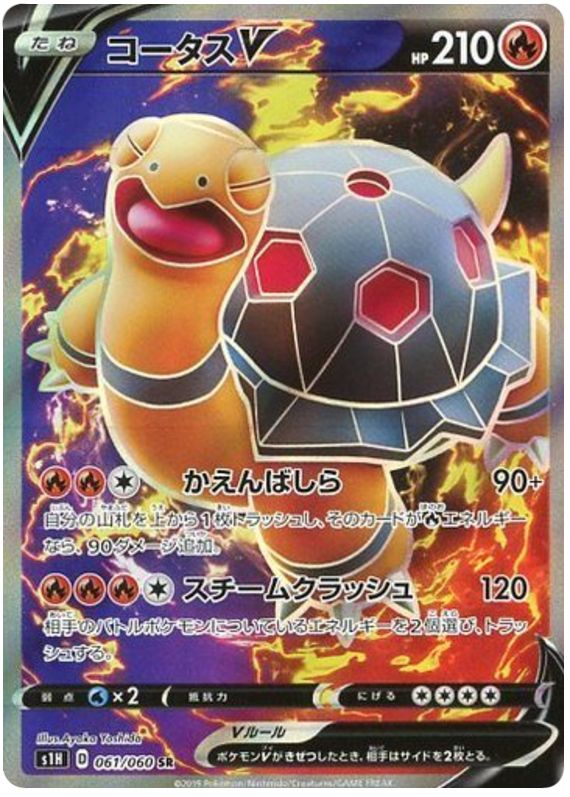 たね コータスV HP 210
かえんばしら 90+
自分の山札を上から1枚トラッシュし、そのカードが エネルギー
なら、90ダメージ追加。
スチームクラッシュ 120
相手のバトルポケモンについているエネルギーを2個選び、トラッ
シュする。
弱点 ×2 抵抗力 にげる
Illus. Ayaka Yoshida
Vルール
s1H D 061/060 SR
ポケモンVがきぜつしたとき、相手はサイドを2枚とる。
©2019 Pokémon/Nintendo/Creatures/GAME FREAK.